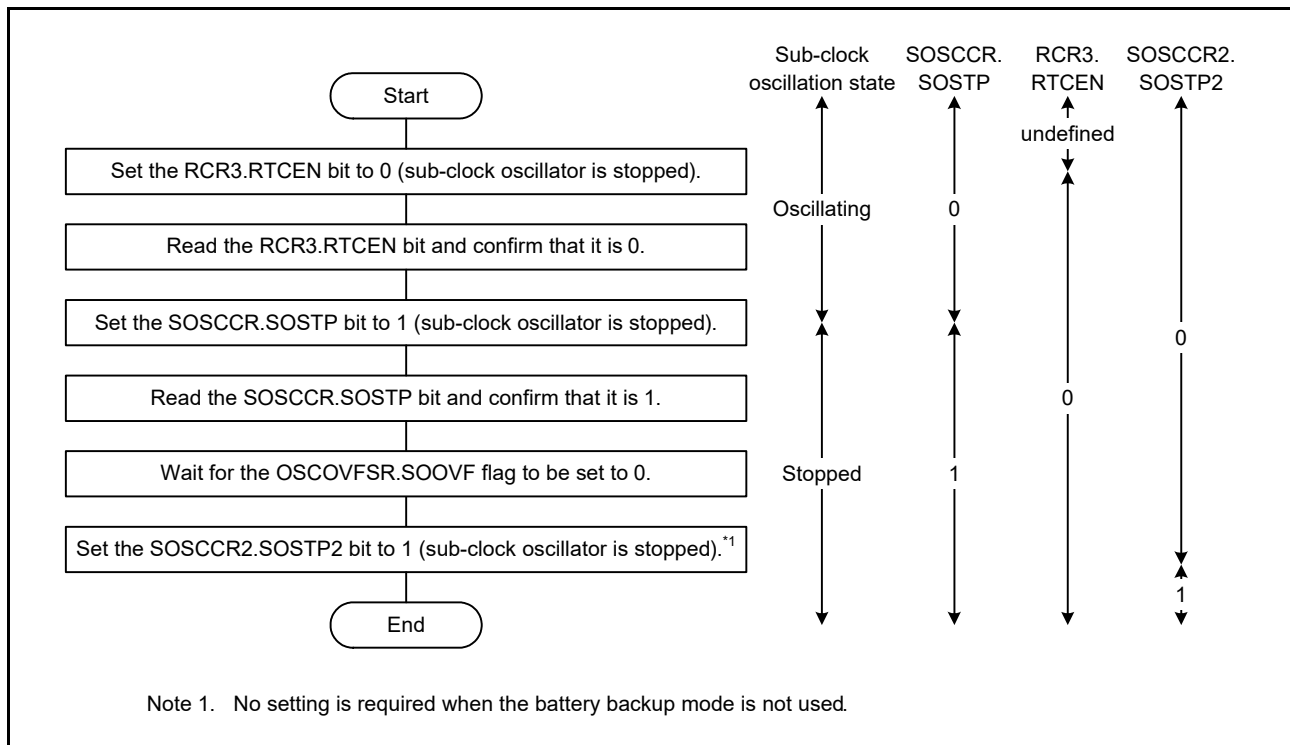 Sub-clock oscillation state
SOSCCR. SOSTP
RCR3. RTCEN
SOSCCR2. SOSTP2
Start
undefined
Set the RCR3.RTCEN bit to 0 (sub-clock oscillator is stopped).
Oscillating
0
Read the RCR3.RTCEN bit and confirm that it is 0.
Set the SOSCCR.SOSTP bit to 1 (sub-clock oscillator is stopped).
0
Read the SOSCCR.SOSTP bit and confirm that it is 1.
0
Wait for the OSCOVFSR.SOOVF flag to be set to 0.
Stopped
1
Set the SOSCCR2.SOSTP2 bit to 1 (sub-clock oscillator is stopped).*1
1
End
Note 1. No setting is required when the battery backup mode is not used.